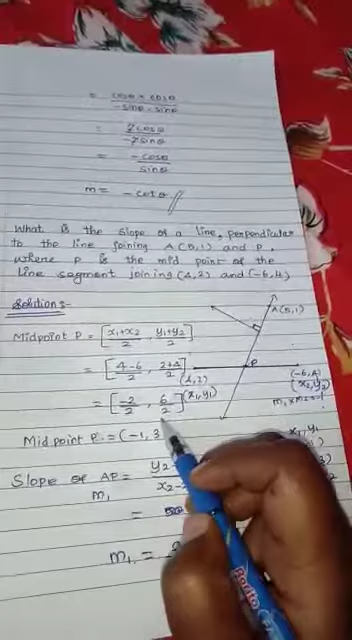 = cosθ + cosθ / -sinθ - sinθ
= 2cosθ / -2sinθ
= -cosθ / sinθ
m = -cotθ //
What is the slope of a line, perpendicular
to the line joining A(5,1) and P,
where P is the mid point of the
line sagment joining (4,2) and (-6,4)
Solution:-
A(5,1)
Midpoint P = [x₁+x₂ / 2 , y₁+y₂ / 2]
P
= [4-6 / 2 , 2+4 / 2]
(4,2)
(x₁,y₁)
(-6,4)
(x₂,y₂)
= [-2 / 2 , 6 / 2]
m₁ × m₂ = -1
Midpoint P = (-1, 3
x₁, y₁
Slope of AP = y₂ - / x₂ -
m₁
=
m₁ =